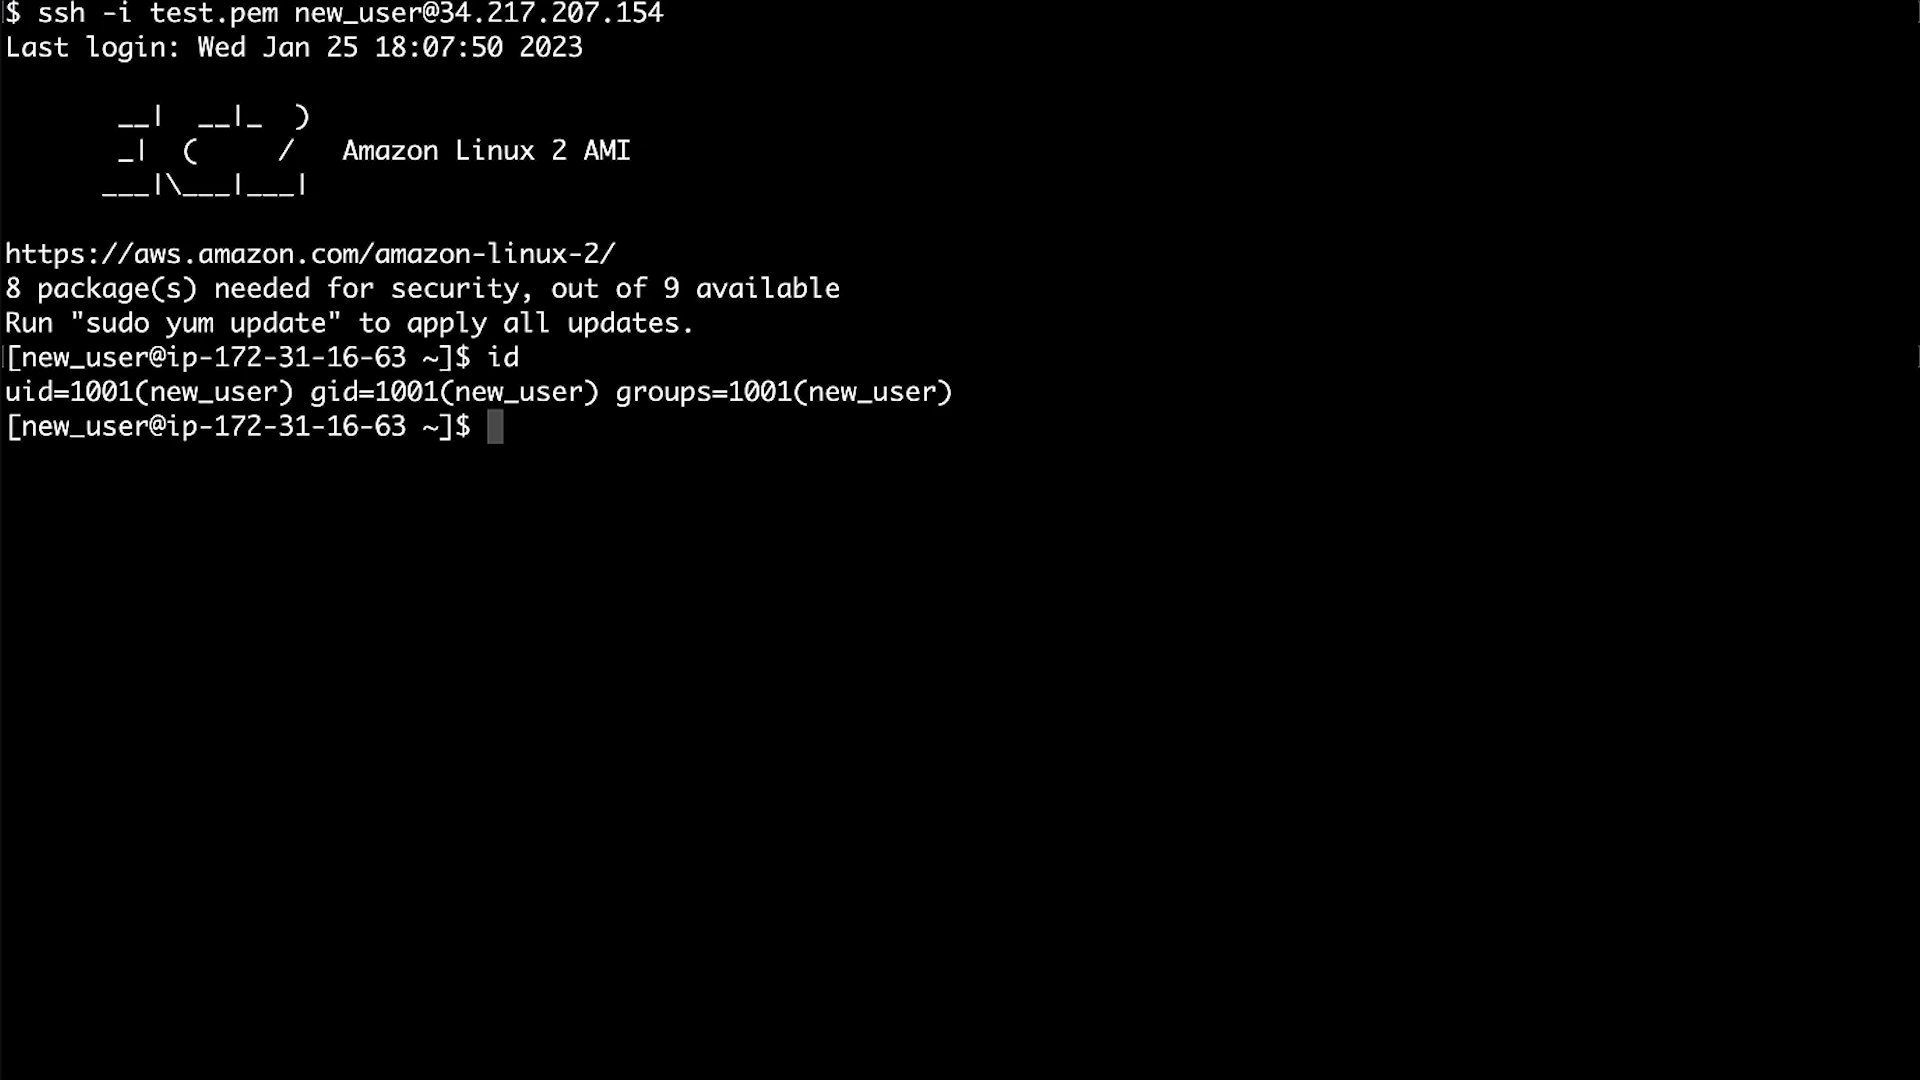 $ ssh -i test.pem new_user@34.217.207.154
Last login: Wed Jan 25 18:07:50 2023

       __|  __|_  )
       _|  (     /   Amazon Linux 2 AMI
      ___|\___|___|

https://aws.amazon.com/amazon-linux-2/
8 package(s) needed for security, out of 9 available
Run "sudo yum update" to apply all updates.
[new_user@ip-172-31-16-63 ~]$ id
uid=1001(new_user) gid=1001(new_user) groups=1001(new_user)
[new_user@ip-172-31-16-63 ~]$